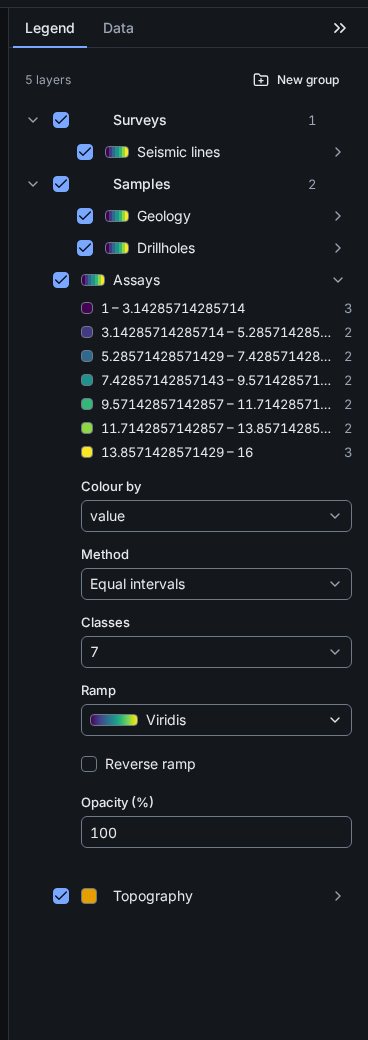 Legend Data
5 layers New group
Surveys 1
Seismic lines
Samples 2
Geology
Drillholes
Assays
1 – 3.14285714285714 3
3.14285714285714 – 5.285714285... 2
5.28571428571429 – 7.428571428... 2
7.42857142857143 – 9.571428571... 2
9.57142857142857 – 11.71428571... 2
11.7142857142857 – 13.85714285... 2
13.8571428571429 – 16 3
Colour by
value
Method
Equal intervals
Classes
7
Ramp
Viridis
Reverse ramp
Opacity (%)
100
Topography